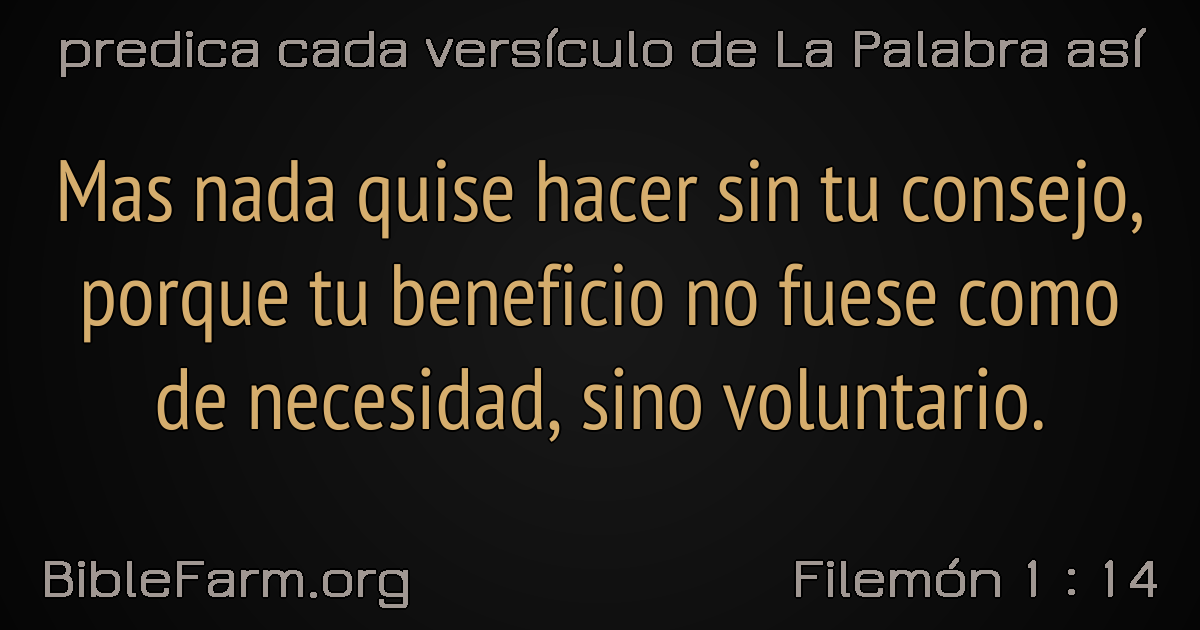 predica cada versículo de La Palabra así
Mas nada quise hacer sin tu consejo,
porque tu beneficio no fuese como
de necesidad, sino voluntario.
BibleFarm.org
Filemón 1 : 14